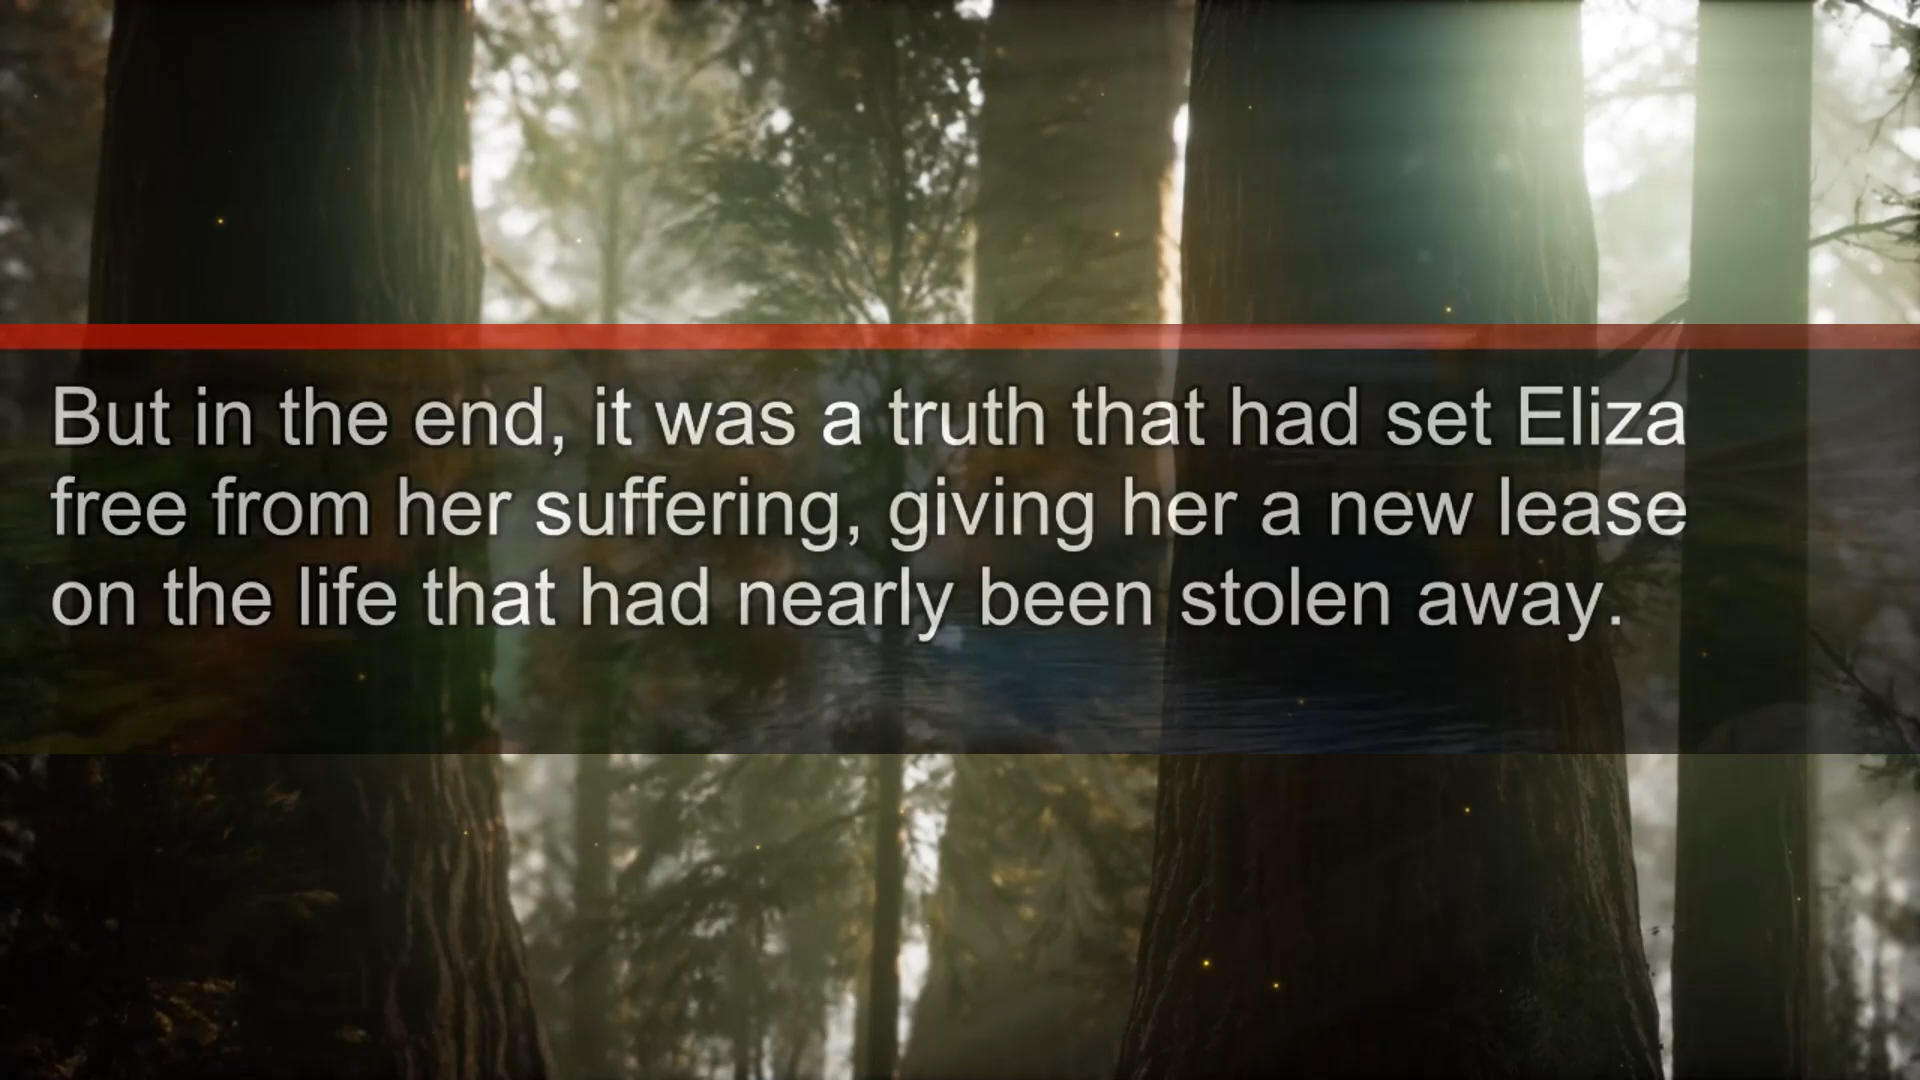 But in the end, it was a truth that had set Eliza
free from her suffering, giving her a new lease
on the life that had nearly been stolen away.